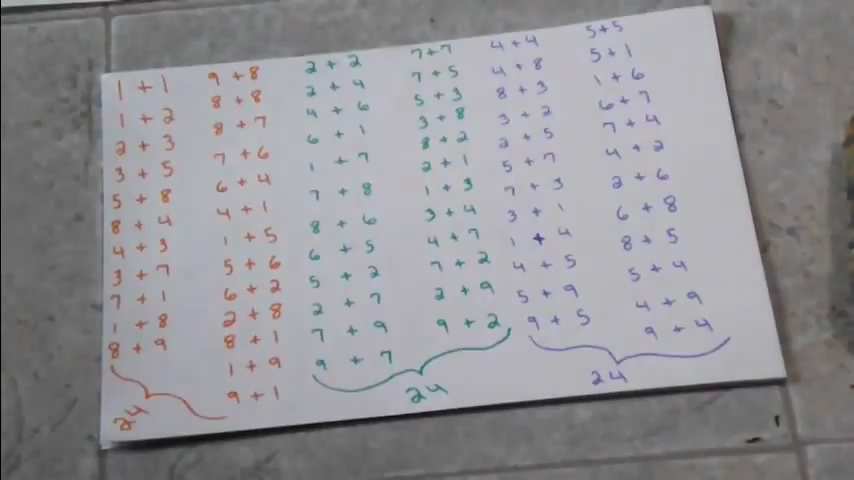 1 + 1
1 + 2
2 + 3
3 + 5
5 + 8
8 + 4
4 + 3
3 + 7
7 + 1
1 + 8
8 + 9
9 + 8
8 + 8
8 + 7
7 + 6
6 + 4
4 + 1
1 + 5
5 + 6
6 + 2
2 + 8
8 + 1
1 + 9
9 + 1
24
2 + 2
2 + 4
4 + 6
6 + 1
1 + 7
7 + 8
8 + 6
6 + 5
5 + 2
2 + 7
7 + 9
9 + 7
7+7
7 + 5
5 + 3
3 + 8
8 + 2
2 + 1
1 + 3
3 + 4
4 + 7
7 + 2
2 + 9
9 + 2
24
4 + 4
4 + 8
8 + 3
3 + 2
2 + 5
5 + 7
7 + 3
3 + 1
1 + 4
4 + 5
5 + 9
9 + 5
5+5
5 + 1
1 + 6
6 + 7
7 + 4
4 + 2
2 + 6
6 + 8
8 + 5
5 + 4
4 + 9
9 + 4
24